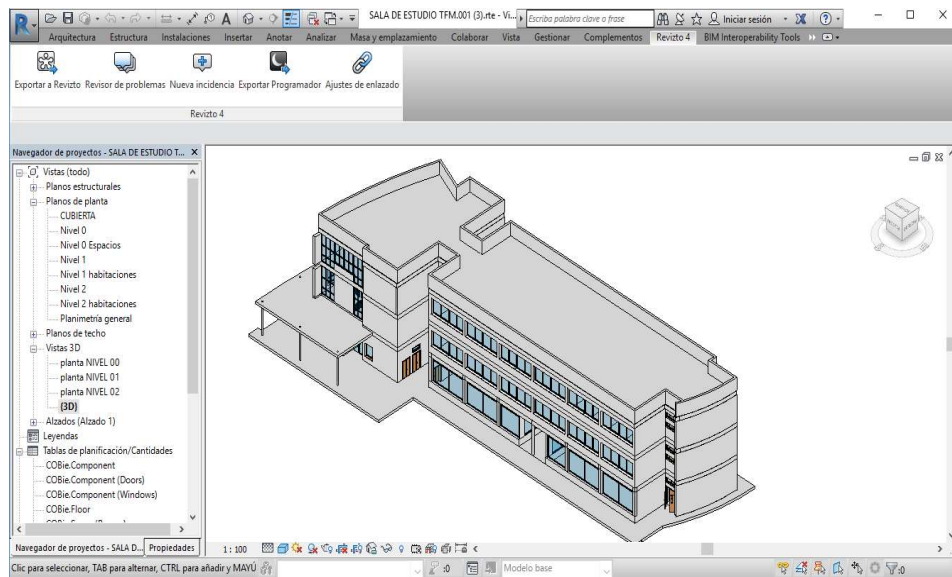 SALA DE ESTUDIO TFM.001 (3).rte - Vi...
Escriba palabra clave o frase
Iniciar sesión
Arquitectura Estructura Instalaciones Insertar Anotar Analizar Masa y emplazamiento Colaborar Vista Gestionar Complementos Revizto 4 BIM Interoperability Tools
Exportar a Revizto Revisor de problemas Nueva incidencia Exportar Programador Ajustes de enlazado
Revizto 4
Navegador de proyectos - SALA DE ESTUDIO T...
Vistas (todo)
Planos estructurales
Planos de planta
CUBIERTA
Nivel 0
Nivel 0 Espacios
Nivel 1
Nivel 1 habitaciones
Nivel 2
Nivel 2 habitaciones
Planimetría general
Planos de techo
Vistas 3D
planta NIVEL 00
planta NIVEL 01
planta NIVEL 02
{3D}
Alzados (Alzado 1)
Leyendas
Tablas de planificación/Cantidades
COBie.Component
COBie.Component (Doors)
COBie.Component (Windows)
COBie.Floor
Navegador de proyectos - SALA D... Propiedades
1 : 100
Clic para seleccionar, TAB para alternar, CTRL para añadir y MAYÚ
:0
Modelo base
:0